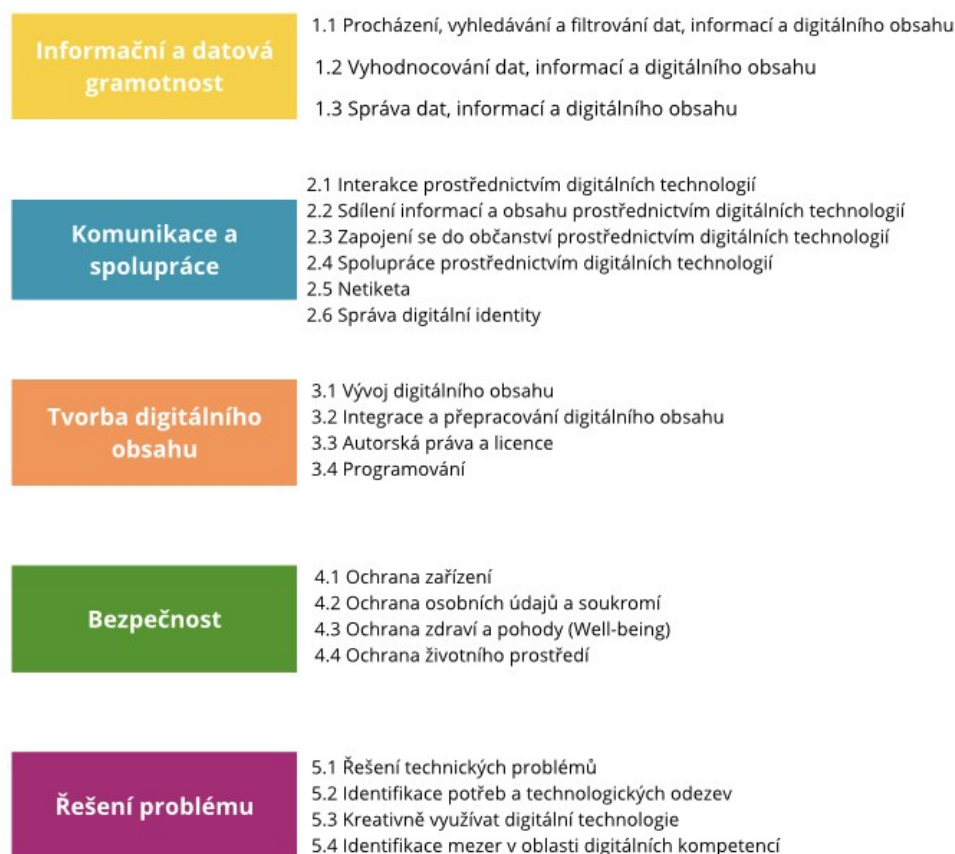 Informační a datová
gramotnost
1.1 Procházení, vyhledávání a filtrování dat, informací a digitálního obsahu
1.2 Vyhodnocování dat, informací a digitálního obsahu
1.3 Správa dat, informací a digitálního obsahu
Komunikace a
spolupráce
2.1 Interakce prostřednictvím digitálních technologií
2.2 Sdílení informací a obsahu prostřednictvím digitálních technologií
2.3 Zapojení se do občanství prostřednictvím digitálních technologií
2.4 Spolupráce prostřednictvím digitálních technologií
2.5 Netiketa
2.6 Správa digitální identity
Tvorba digitálního
obsahu
3.1 Vývoj digitálního obsahu
3.2 Integrace a přepracování digitálního obsahu
3.3 Autorská práva a licence
3.4 Programování
Bezpečnost
4.1 Ochrana zařízení
4.2 Ochrana osobních údajů a soukromí
4.3 Ochrana zdraví a pohody (Well-being)
4.4 Ochrana životního prostředí
Řešení problému
5.1 Řešení technických problémů
5.2 Identifikace potřeb a technologických odezev
5.3 Kreativně využívat digitální technologie
5.4 Identifikace mezer v oblasti digitálních kompetencí